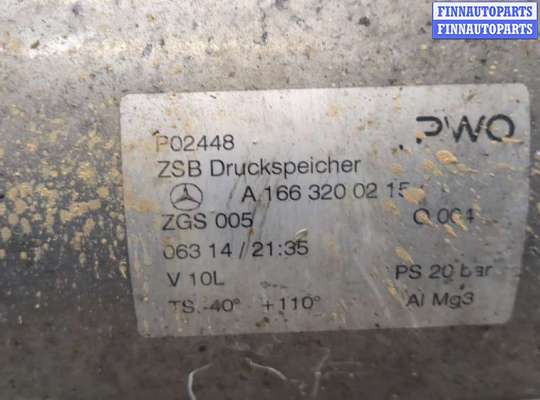 FINNAUTOPARTS
FINNAUTOPARTS
FINNAUTOPARTS
P02448
PWO
ZSB Druckspeicher
A 166 320 02 15
ZGS 005
Q 004
063 14 / 21:35
V 10L
PS 20 bar
TS -40° +110°
Al Mg3